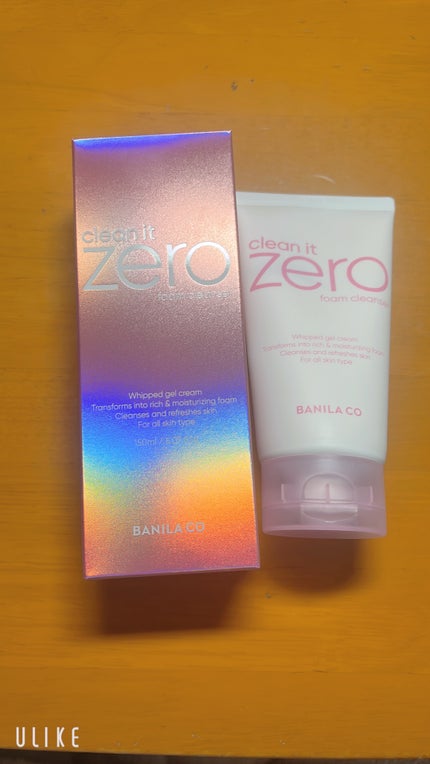 clean it
zero
foam cleanser
Whipped gel cream
Transforms into rich & moisturizing foam
Cleanses and refreshes skin
For all skin type
150ml /
BANILA CO
clean it
zero
foam cleanser
Whipped gel cream
Transforms into rich & moisturizing foam
Cleanses and refreshes skin
For all skin type
BANILA CO
ULIKE